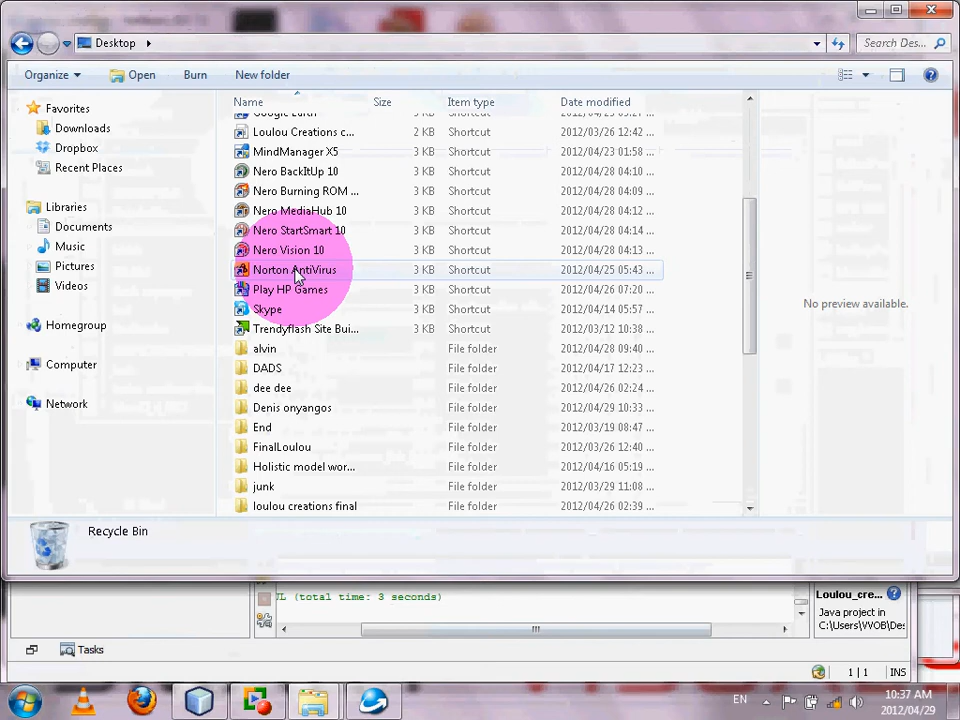 Desktop
Search Des...
Organize
Open
Burn
New folder
Name
Size
Item type
Date modified
Favorites
Downloads
Dropbox
Recent Places
Libraries
Documents
Music
Pictures
Videos
Homegroup
Computer
Network
Google Earth 3 KB Shortcut
Loulou Creations c... 2 KB Shortcut 2012/03/26 12:42
MindManager X5 3 KB Shortcut 2012/04/23 01:58 ...
Nero BackItUp 10 3 KB Shortcut 2012/04/28 04:10 ...
Nero Burning ROM ... 3 KB Shortcut 2012/04/28 04:09 ...
Nero MediaHub 10 3 KB Shortcut 2012/04/28 04:12 ...
Nero StartSmart 10 3 KB Shortcut 2012/04/28 04:14 ...
Nero Vision 10 3 KB Shortcut 2012/04/28 04:13 ...
Norton AntiVirus 3 KB Shortcut 2012/04/25 05:43 ...
Play HP Games 3 KB Shortcut 2012/04/26 07:20 ...
Skype 3 KB Shortcut 2012/04/14 05:57 ...
Trendyflash Site Bui... 3 KB Shortcut 2012/03/12 10:38 ...
alvin File folder 2012/04/28 09:40 ...
DADS File folder 2012/04/17 12:23 ...
dee dee File folder 2012/04/26 02:24 ...
Denis onyangos File folder 2012/04/29 10:33 ...
End File folder 2012/03/19 08:47 ...
FinalLoulou File folder 2012/03/26 12:40 ...
Holistic model wor... File folder 2012/04/16 05:19 ...
junk File folder 2012/03/29 11:08 ...
loulou creations final File folder 2012/04/26 02:39 ...
No preview available.
Recycle Bin
(total time: 3 seconds)
Loulou_cre...
Java project in
C:\Users\VVOB\Des
Tasks
1 | 1
INS
EN
10:37 AM
2012/04/29